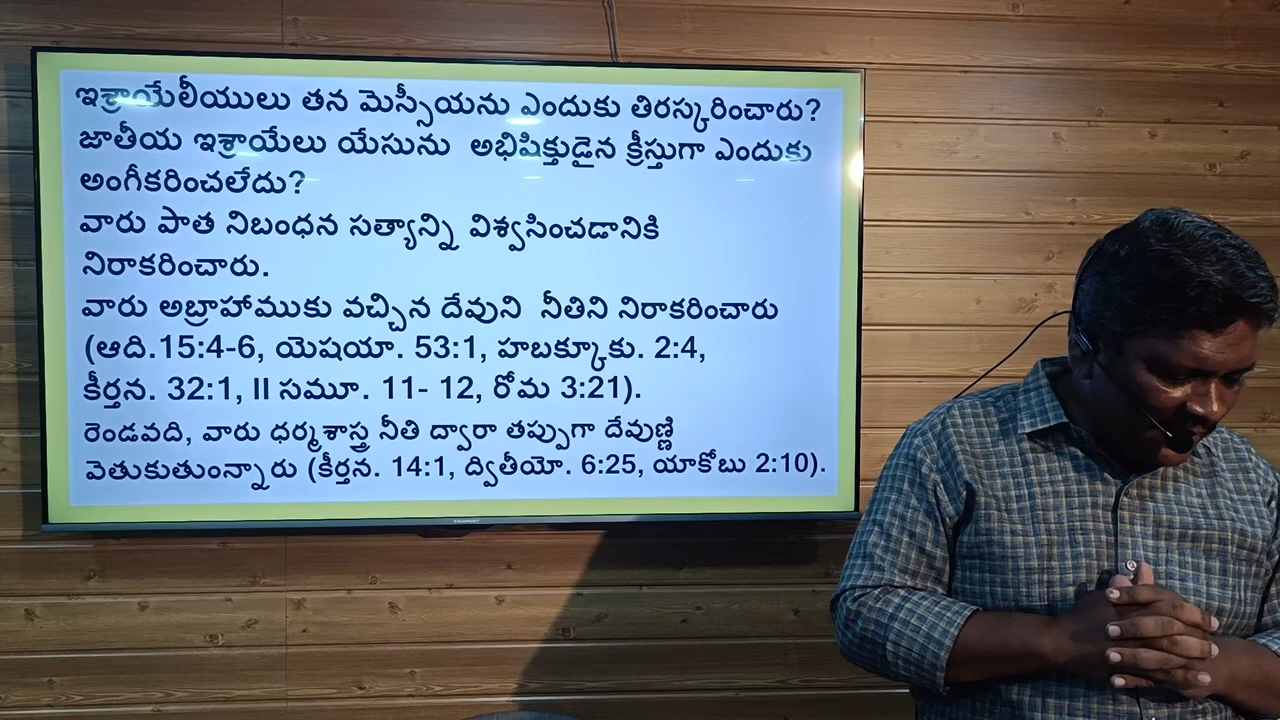 ఇశ్రాయేలీయులు తన మెస్సీయను ఎందుకు తిరస్కరించారు?
జాతీయ ఇశ్రాయేలు యేసును అభిషిక్తుడైన క్రీస్తుగా ఎందుకు
అంగీకరించలేదు?
వారు పాత నిబంధన సత్యాన్ని విశ్వసించడానికి
నిరాకరించారు.
వారు అబ్రాహాముకు వచ్చిన దేవుని నీతిని నిరాకరించారు
(ఆది.15:4-6, యెషయా. 53:1, హబక్కూకు. 2:4,
కీర్తన. 32:1, II సమూ. 11- 12, రోమ 3:21).
రెండవది, వారు ధర్మశాస్త్ర నీతి ద్వారా తప్పుగా దేవుణ్ణి
వెతుకుతుంన్నారు (కీర్తన. 14:1, ద్వితీయో. 6:25, యాకోబు 2:10).
BLAUPUNKT